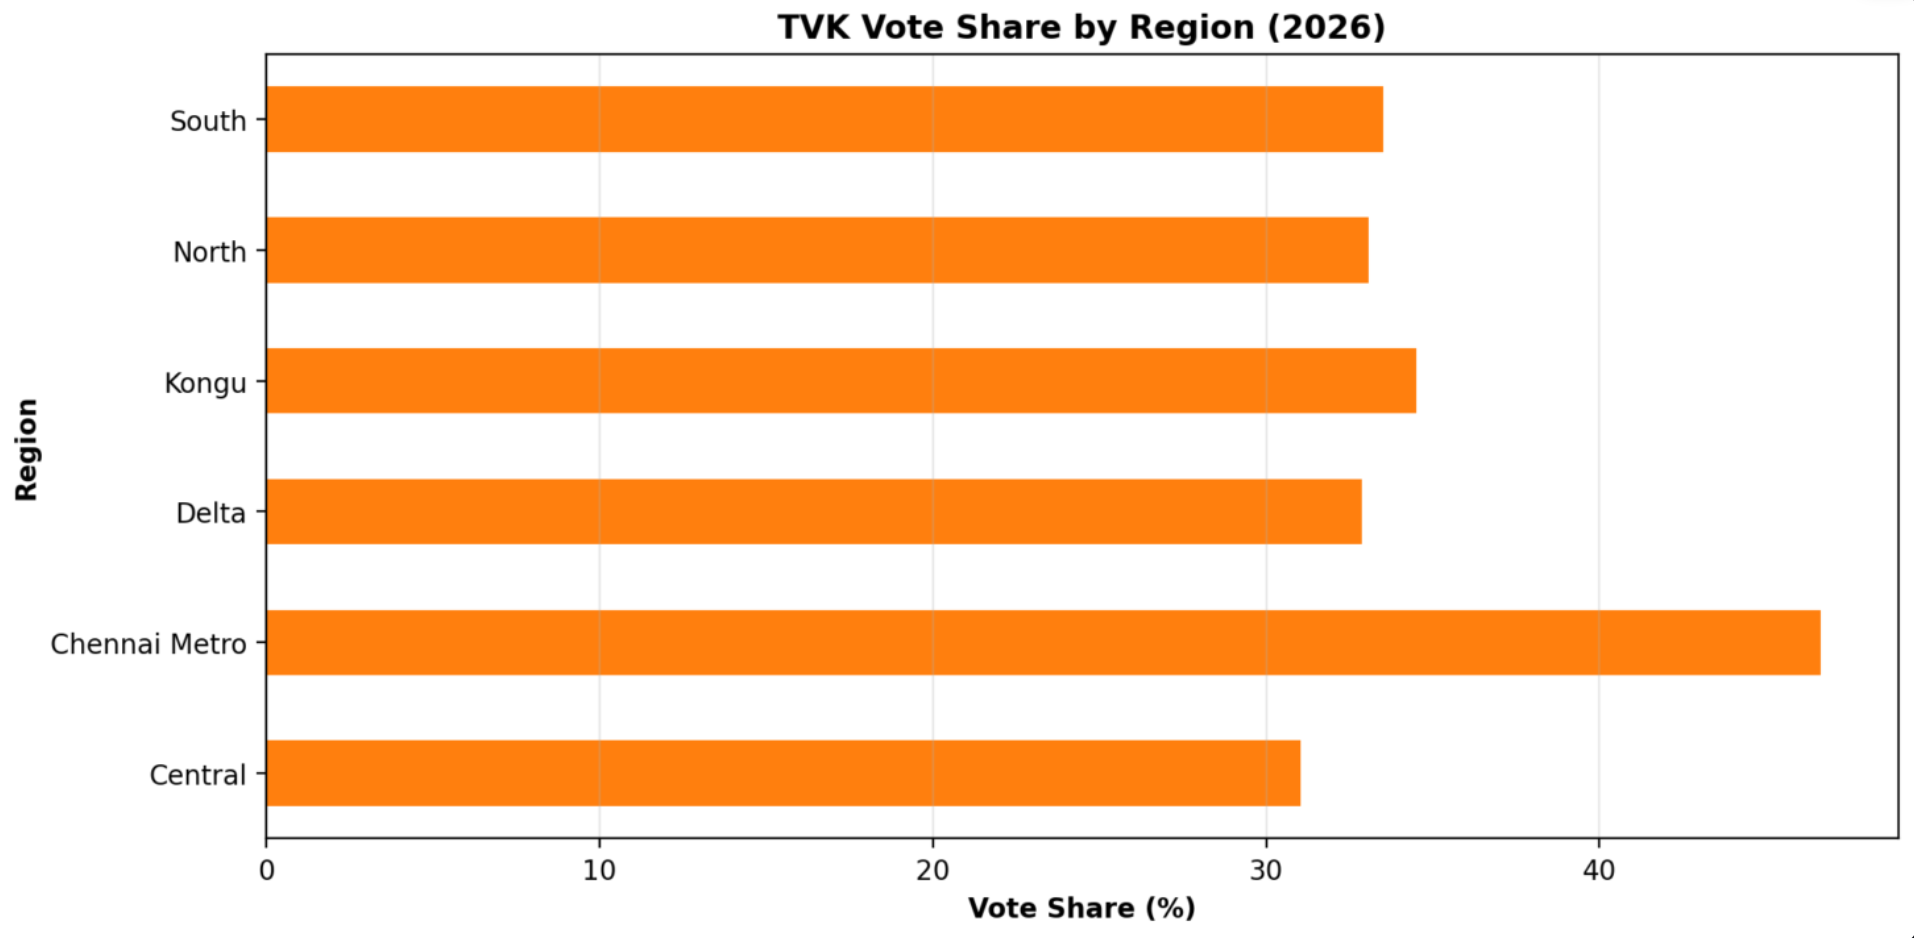 TVK Vote Share by Region (2026)
South
North
Kongu
Delta
Chennai Metro
Central
Region
0 10 20 30 40
Vote Share (%)